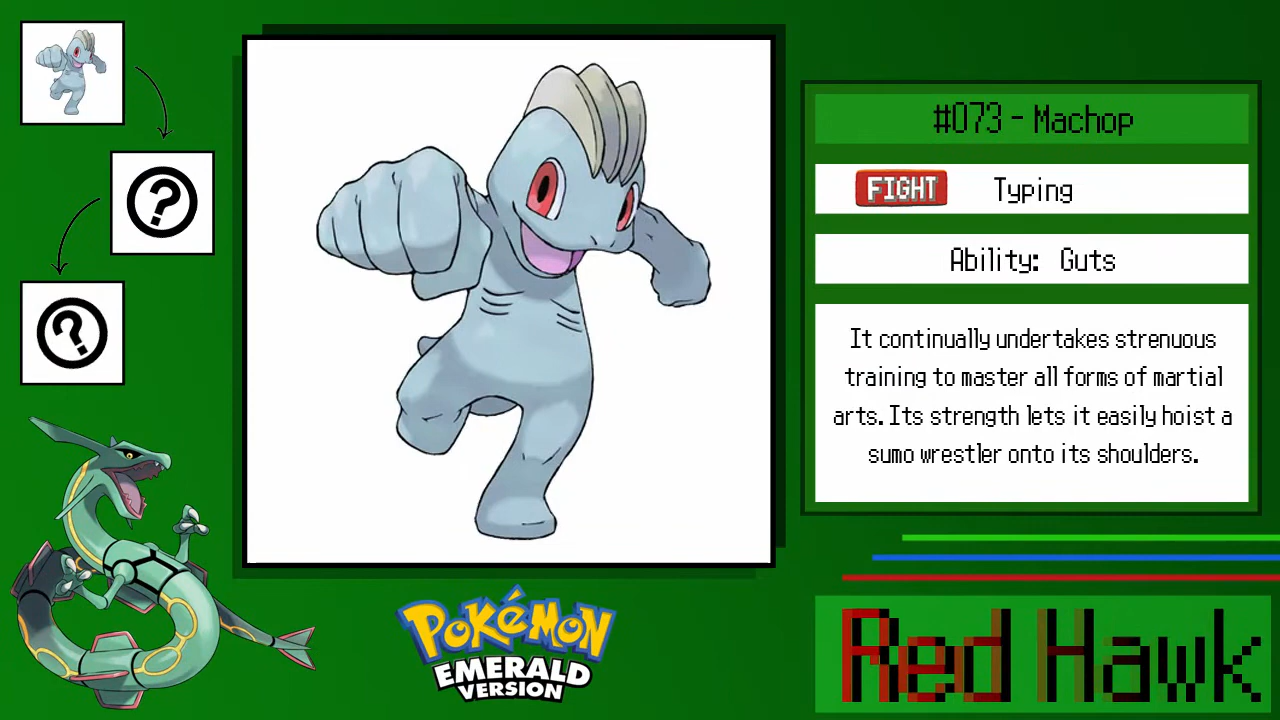 #073 - Machop
FIGHT Typing
Ability: Guts
It continually undertakes strenuous
training to master all forms of martial
arts. Its strength lets it easily hoist a
sumo wrestler onto its shoulders.
?
?
POKéMON
EMERALD
VERSION
Red Hawk